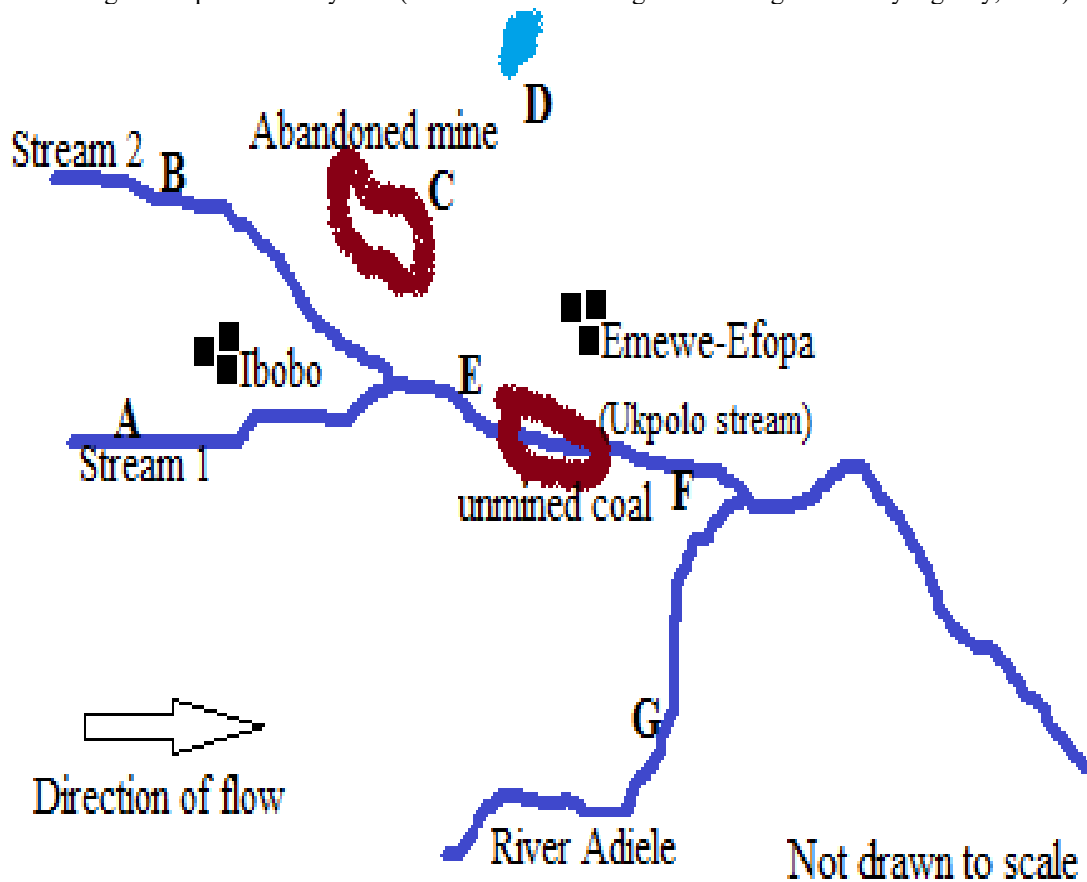 D
Abandoned mine
Stream 2
B
C
Emewe-Efopa
Ibobo
E
A
(Ukpolo stream)
Stream 1
unmined coal
F
G
Direction of flow
River Adiele
Not drawn to scale